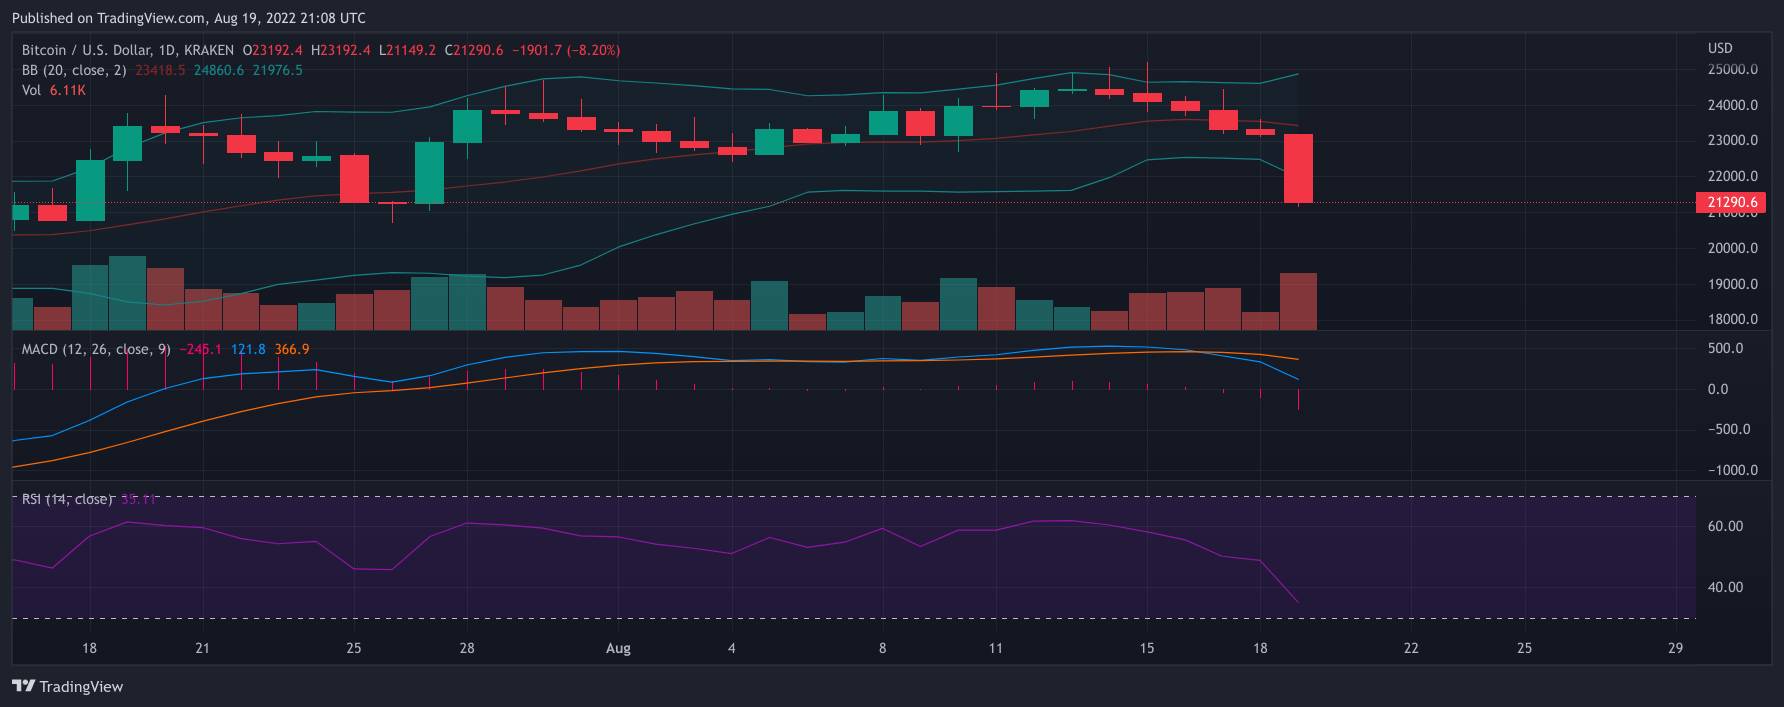 Published on TradingView.com, Aug 19, 2022 21:08 UTC
Bitcoin / U.S. Dollar, 1D, KRAKEN O23192.4 H23192.4 L21149.2 C21290.6 −1901.7 (−8.20%)
BB (20, close, 2) 23418.5 24860.6 21976.5
Vol 6.11K
USD
25000.0
24000.0
23000.0
22000.0
21290.6
21000.0
20000.0
19000.0
18000.0
MACD (12, 26, close, 9) −245.1 121.8 366.9
500.0
0.0
−500.0
−1000.0
RSI (14, close) 35.11
60.00
40.00
18 21 25 28 Aug 4 8 11 15 18 22 25 29
TradingView